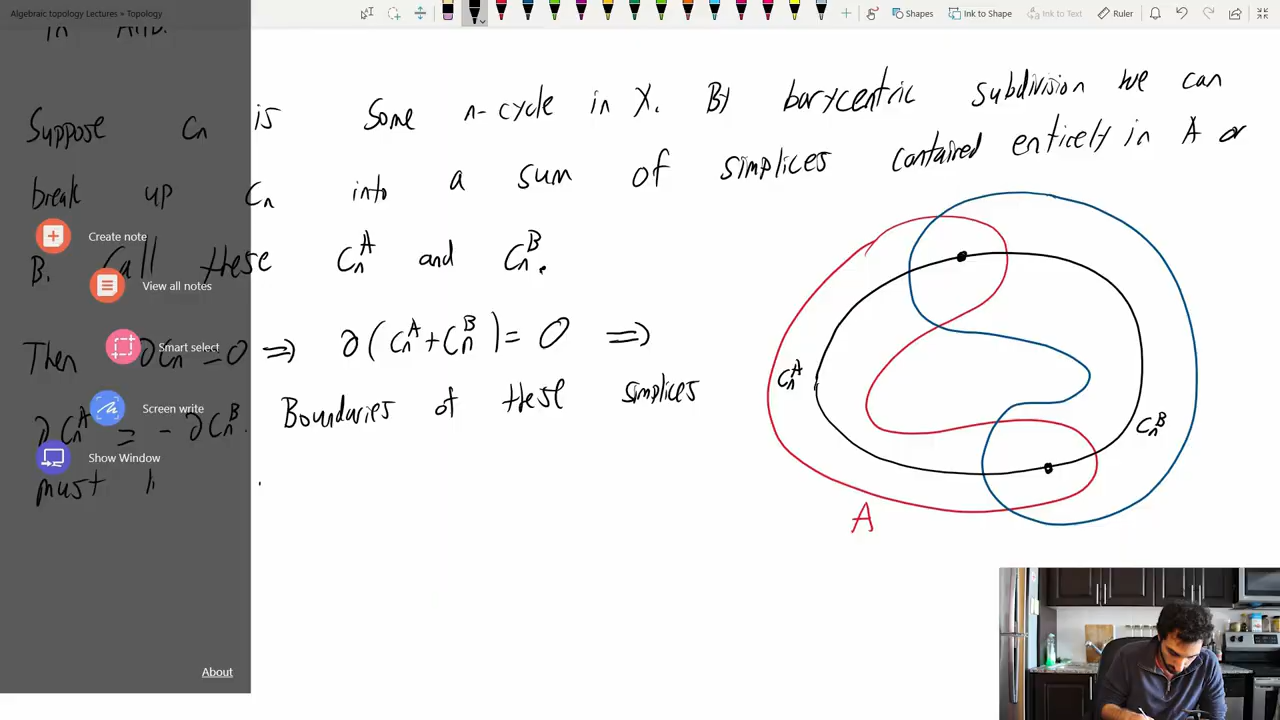 Algebraic topology Lectures » Topology
Shapes
Ink to Shape
Ink to Text
Ruler
in A∩B.
Suppose Cn is some n-cycle in X. By barycentric subdivision we can
break up Cn into a sum of simplices contained entirely in A or
B. Call these CnA and CnB.
Then ∂Cn = 0 ⇒ ∂(CnA + CnB) = 0 ⇒
∂CnA = -∂CnB. Boundaries of these simplices
must
Create note
View all notes
Smart select
Screen write
Show Window
About
CnA
CnB
A